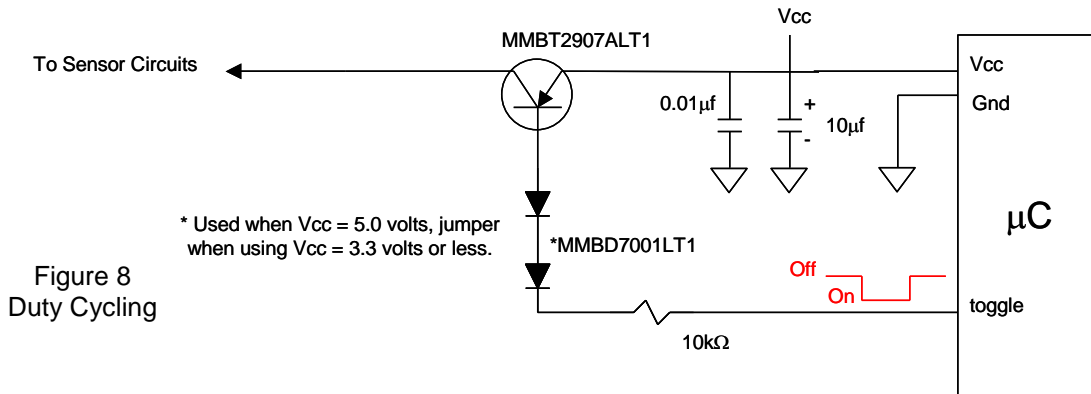 Vcc
MMBT2907ALT1
To Sensor Circuits
Vcc
0.01µf
+
10µf
-
Gnd
µC
* Used when Vcc = 5.0 volts, jumper
when using Vcc = 3.3 volts or less.
*MMBD7001LT1
Figure 8
Duty Cycling
Off
On
toggle
10kΩ